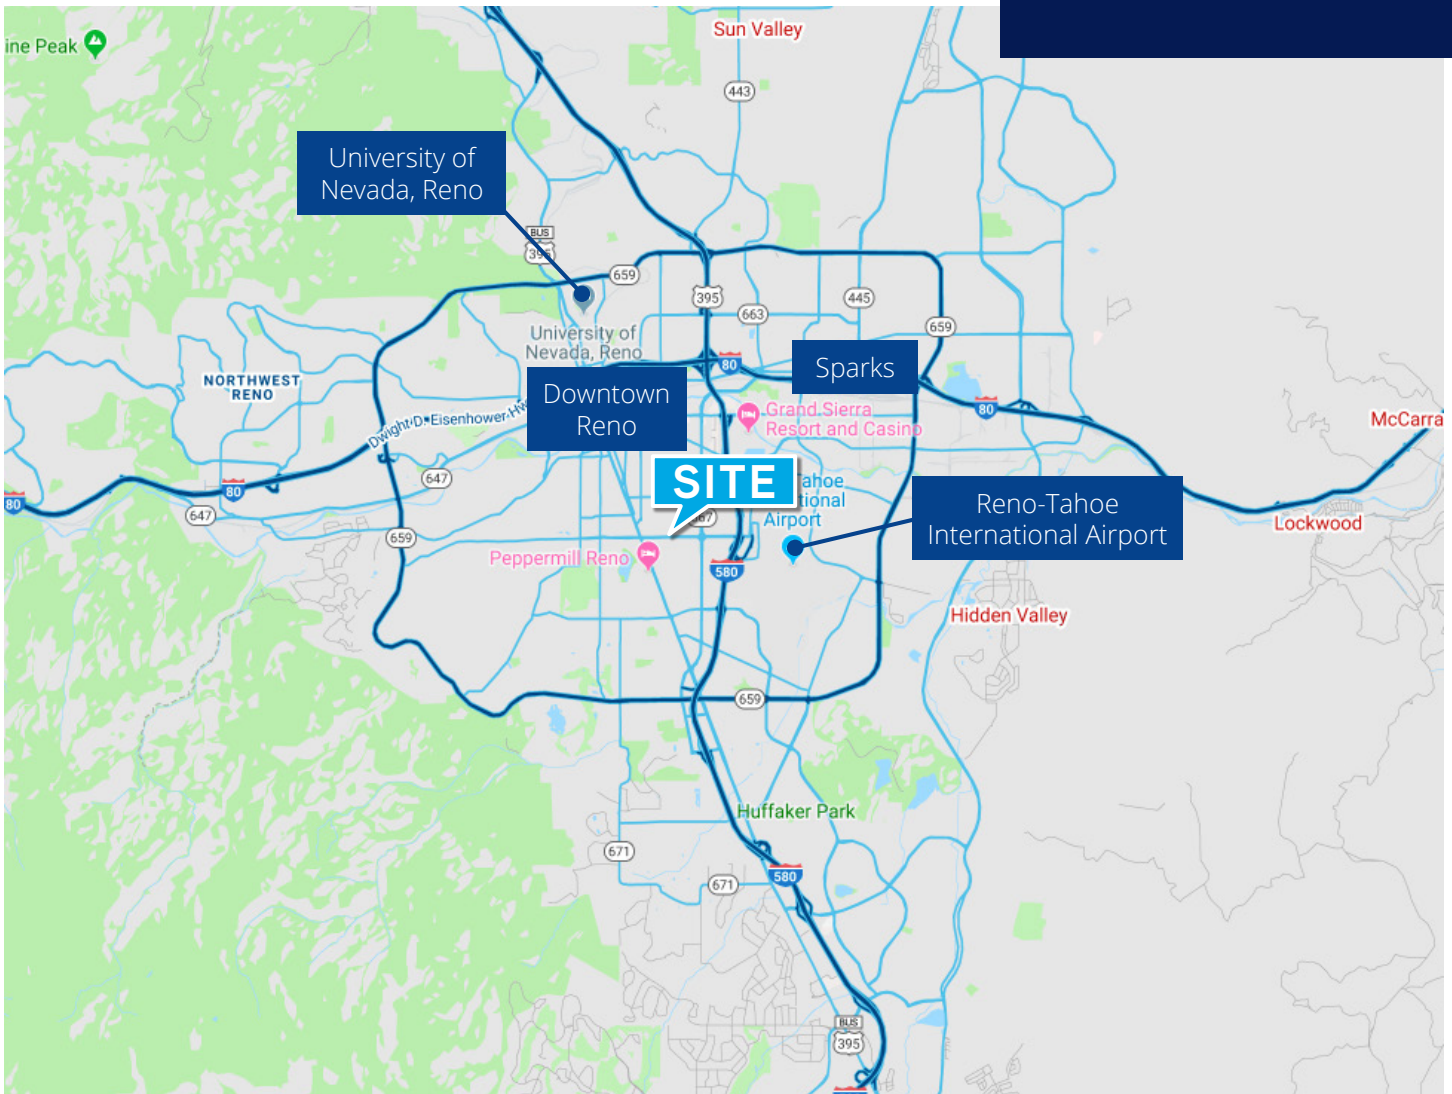 Sun Valley
ine Peak
443
University of
Nevada, Reno
BUS
395
659
395
445
663
659
University of
Nevada, Reno
80
Sparks
NORTHWEST
RENO
Downtown
Reno
80
Grand Sierra
Resort and Casino
McCarra
Dwight D. Eisenhower Hw
SITE
647
80
80
647
ahoe
tional
Airport
Reno-Tahoe
International Airport
Lockwood
659
Peppermill Reno
580
Hidden Valley
659
Huffaker Park
671
580
671
BUS
395